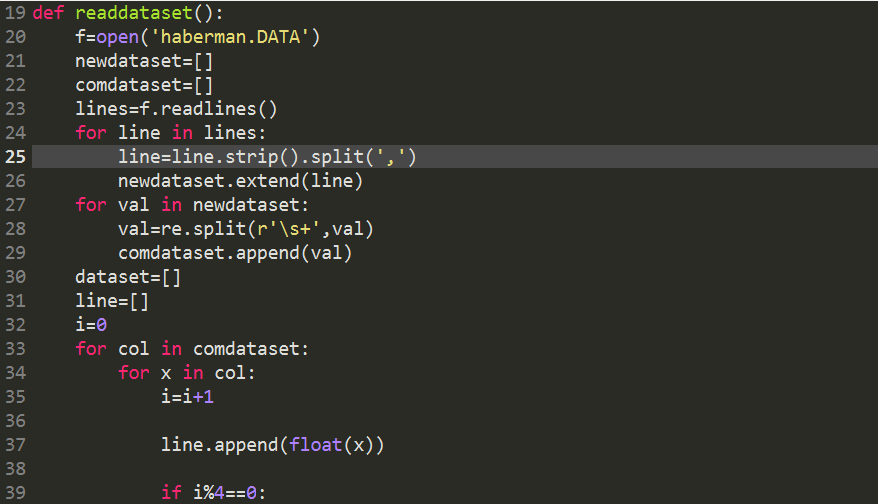 19 def readdataset():
20     f=open('haberman.DATA')
21     newdataset=[]
22     comdataset=[]
23     lines=f.readlines()
24     for line in lines:
25         line=line.strip().split(',')
26         newdataset.extend(line)
27     for val in newdataset:
28         val=re.split(r'\s+',val)
29         comdataset.append(val)
30     dataset=[]
31     line=[]
32     i=0
33     for col in comdataset:
34         for x in col:
35             i=i+1
36
37             line.append(float(x))
38
39             if i%4==0: